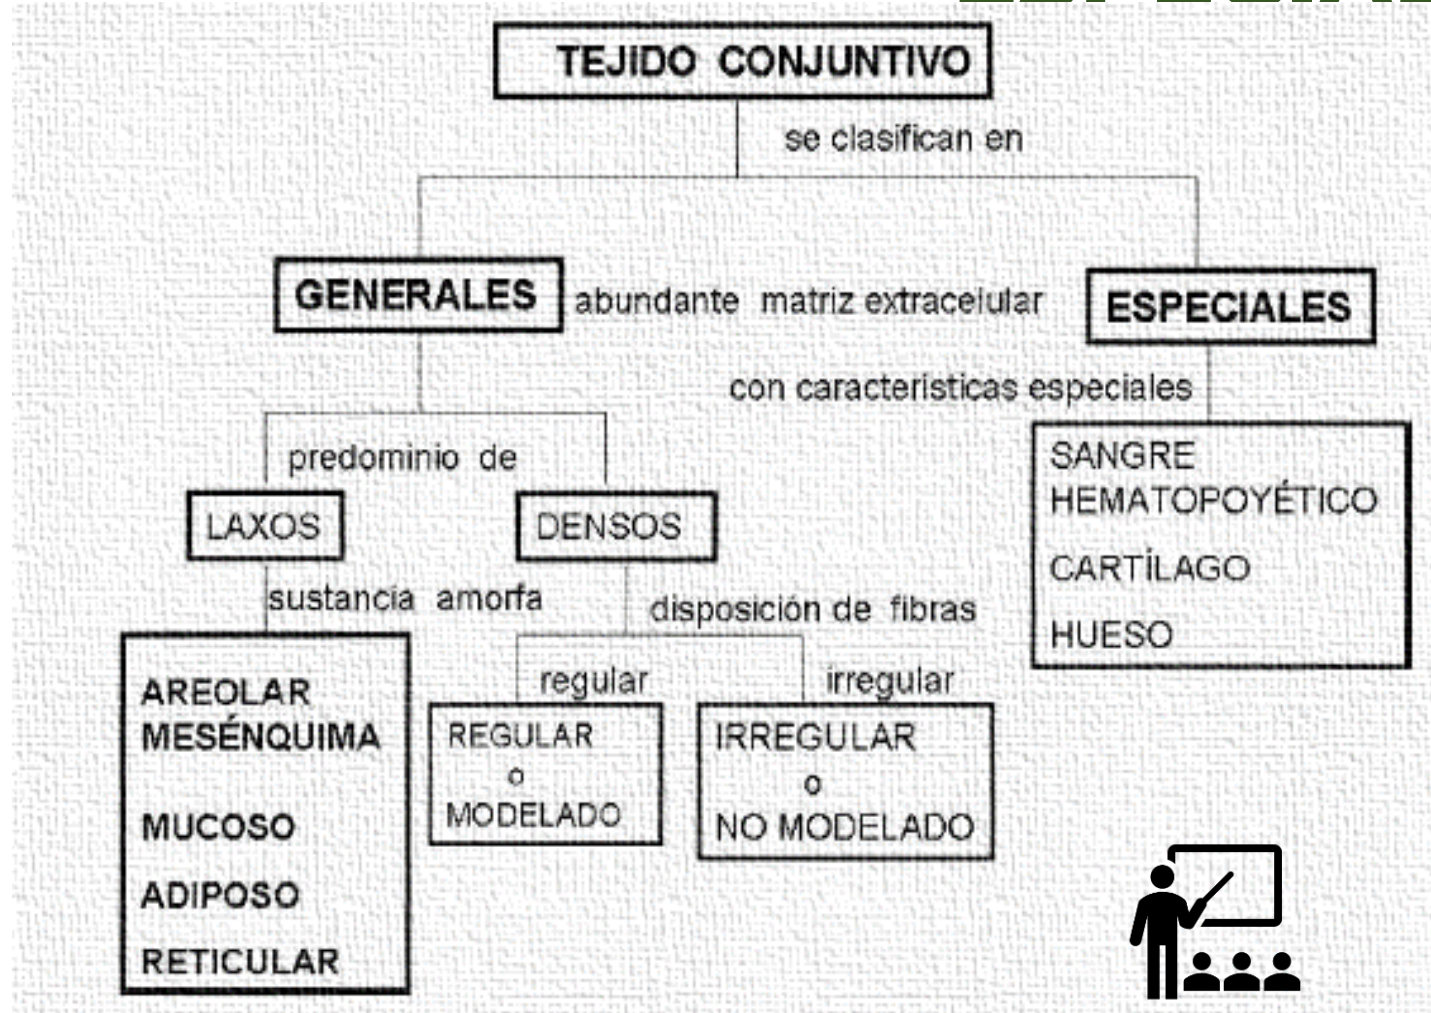 TEJIDO CONJUNTIVO
se clasifican en
GENERALES
abundante matriz extracelular
ESPECIALES
con características especiales
predominio de
SANGRE
HEMATOPOYÉTICO
CARTÍLAGO
HUESO
LAXOS
DENSOS
sustancia amorfa
disposición de fibras
regular
irregular
AREOLAR
MESÉNQUIMA
MUCOSO
ADIPOSO
RETICULAR
REGULAR
o
MODELADO
IRREGULAR
o
NO MODELADO